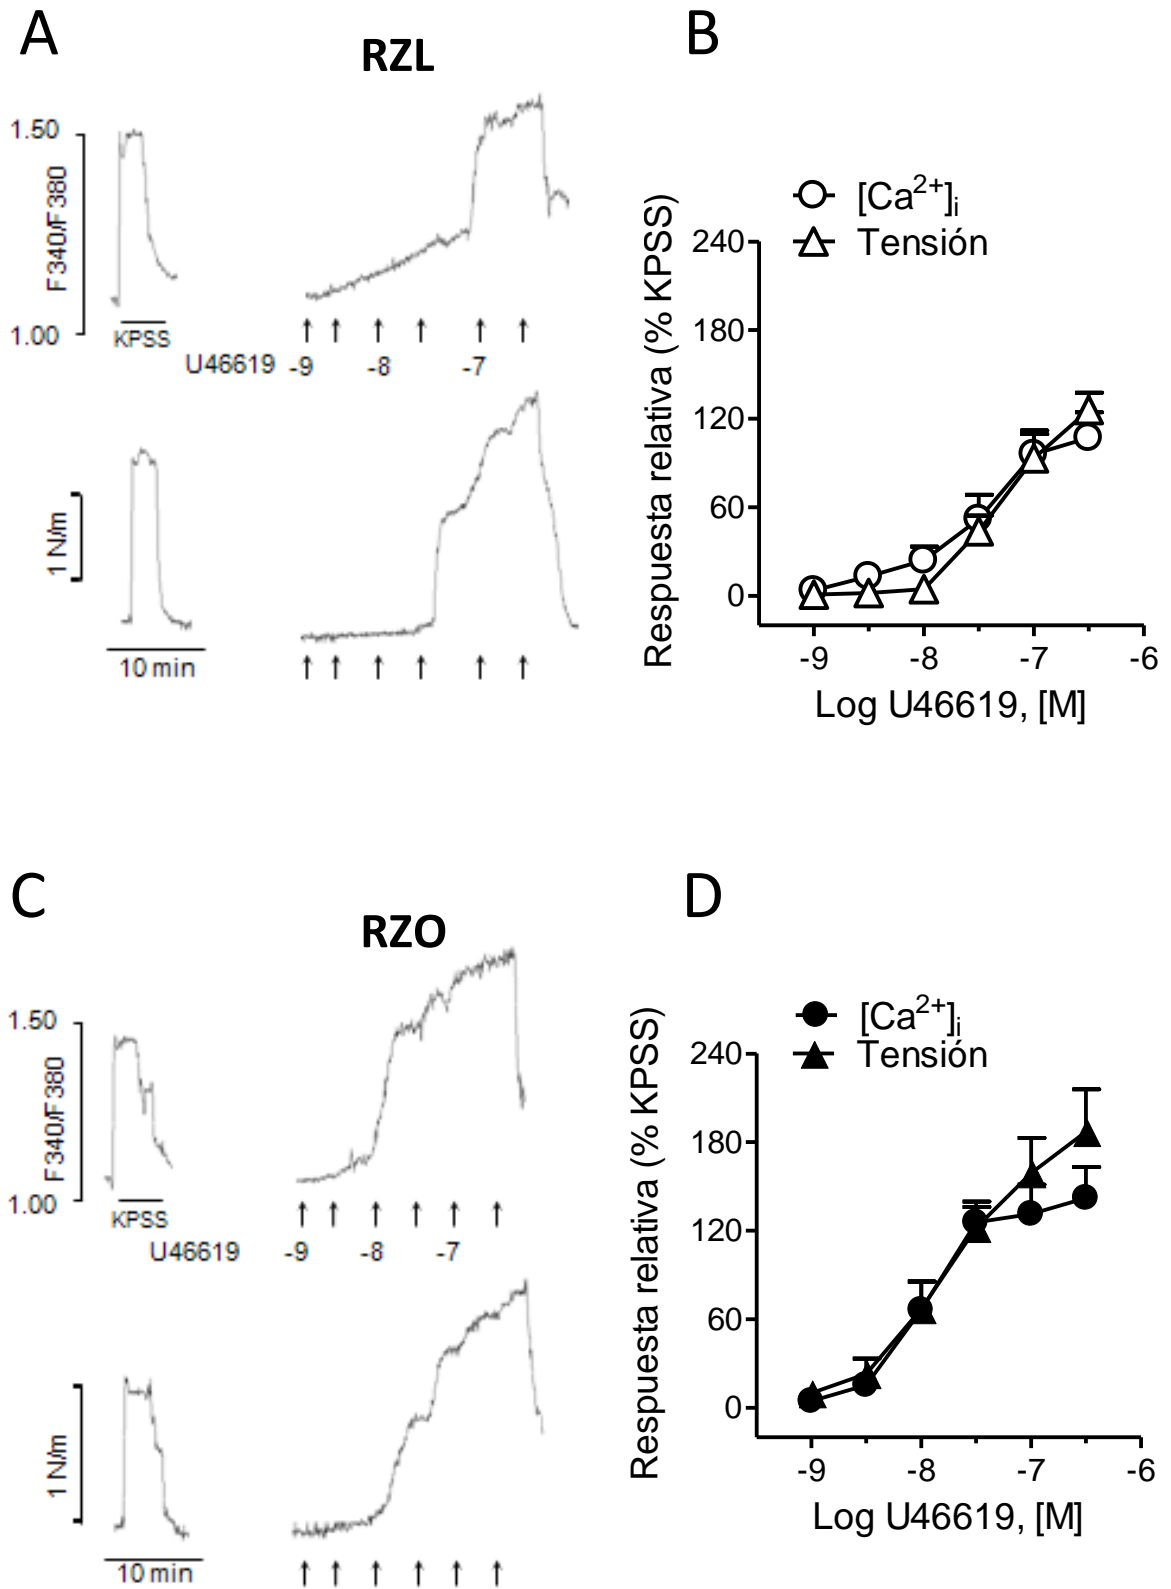 A
RZL
1.50
F340/F380
1.00
KPSS
U46619 -9 -8 -7
1 N/m
10 min
B
[Ca²⁺]ᵢ
Tensión
Respuesta relativa (% KPSS)
240
180
120
60
0
-9 -8 -7 -6
Log U46619, [M]
C
RZO
1.50
F340/F380
1.00
KPSS
U46619 -9 -8 -7
1 N/m
10 min
D
[Ca²⁺]ᵢ
Tensión
Respuesta relativa (% KPSS)
240
180
120
60
0
-9 -8 -7 -6
Log U46619, [M]